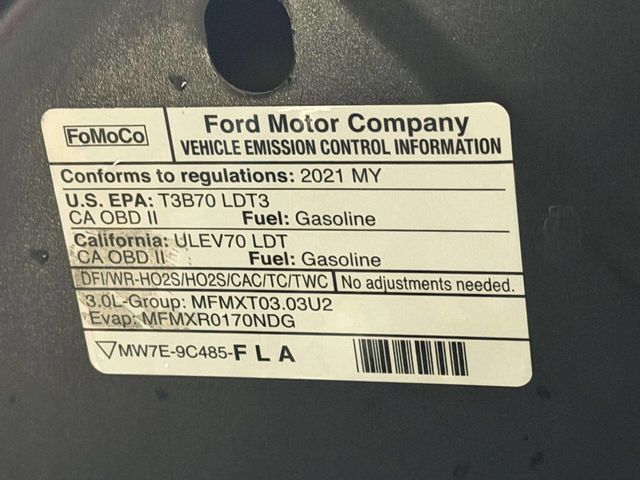 FoMoCo
Ford Motor Company
VEHICLE EMISSION CONTROL INFORMATION
Conforms to regulations: 2021 MY
U.S. EPA: T3B70 LDT3
CA OBD II Fuel: Gasoline
California: ULEV70 LDT
CA OBD II Fuel: Gasoline
DFI/WR-HO2S/HO2S/CAC/TC/TWC No adjustments needed.
3.0L-Group: MFMXT03.03U2
Evap: MFMXR0170NDG
MW7E-9C485-FLA